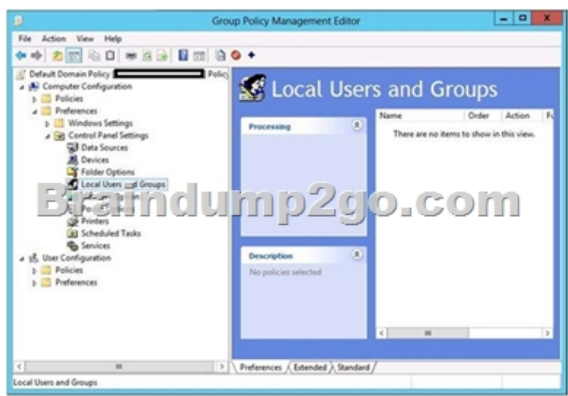 Group Policy Management Editor
File Action View Help
Default Domain Policy Policy
Computer Configuration
Policies
Preferences
Windows Settings
Control Panel Settings
Data Sources
Devices
Folder Options
Local Users and Groups
Printers
Scheduled Tasks
Services
User Configuration
Policies
Preferences
Local Users and Groups
Processing
Description
No policies selected
Name Order Action
There are no items to show in this view.
Braindump2go.com
Preferences Extended Standard
Local Users and Groups